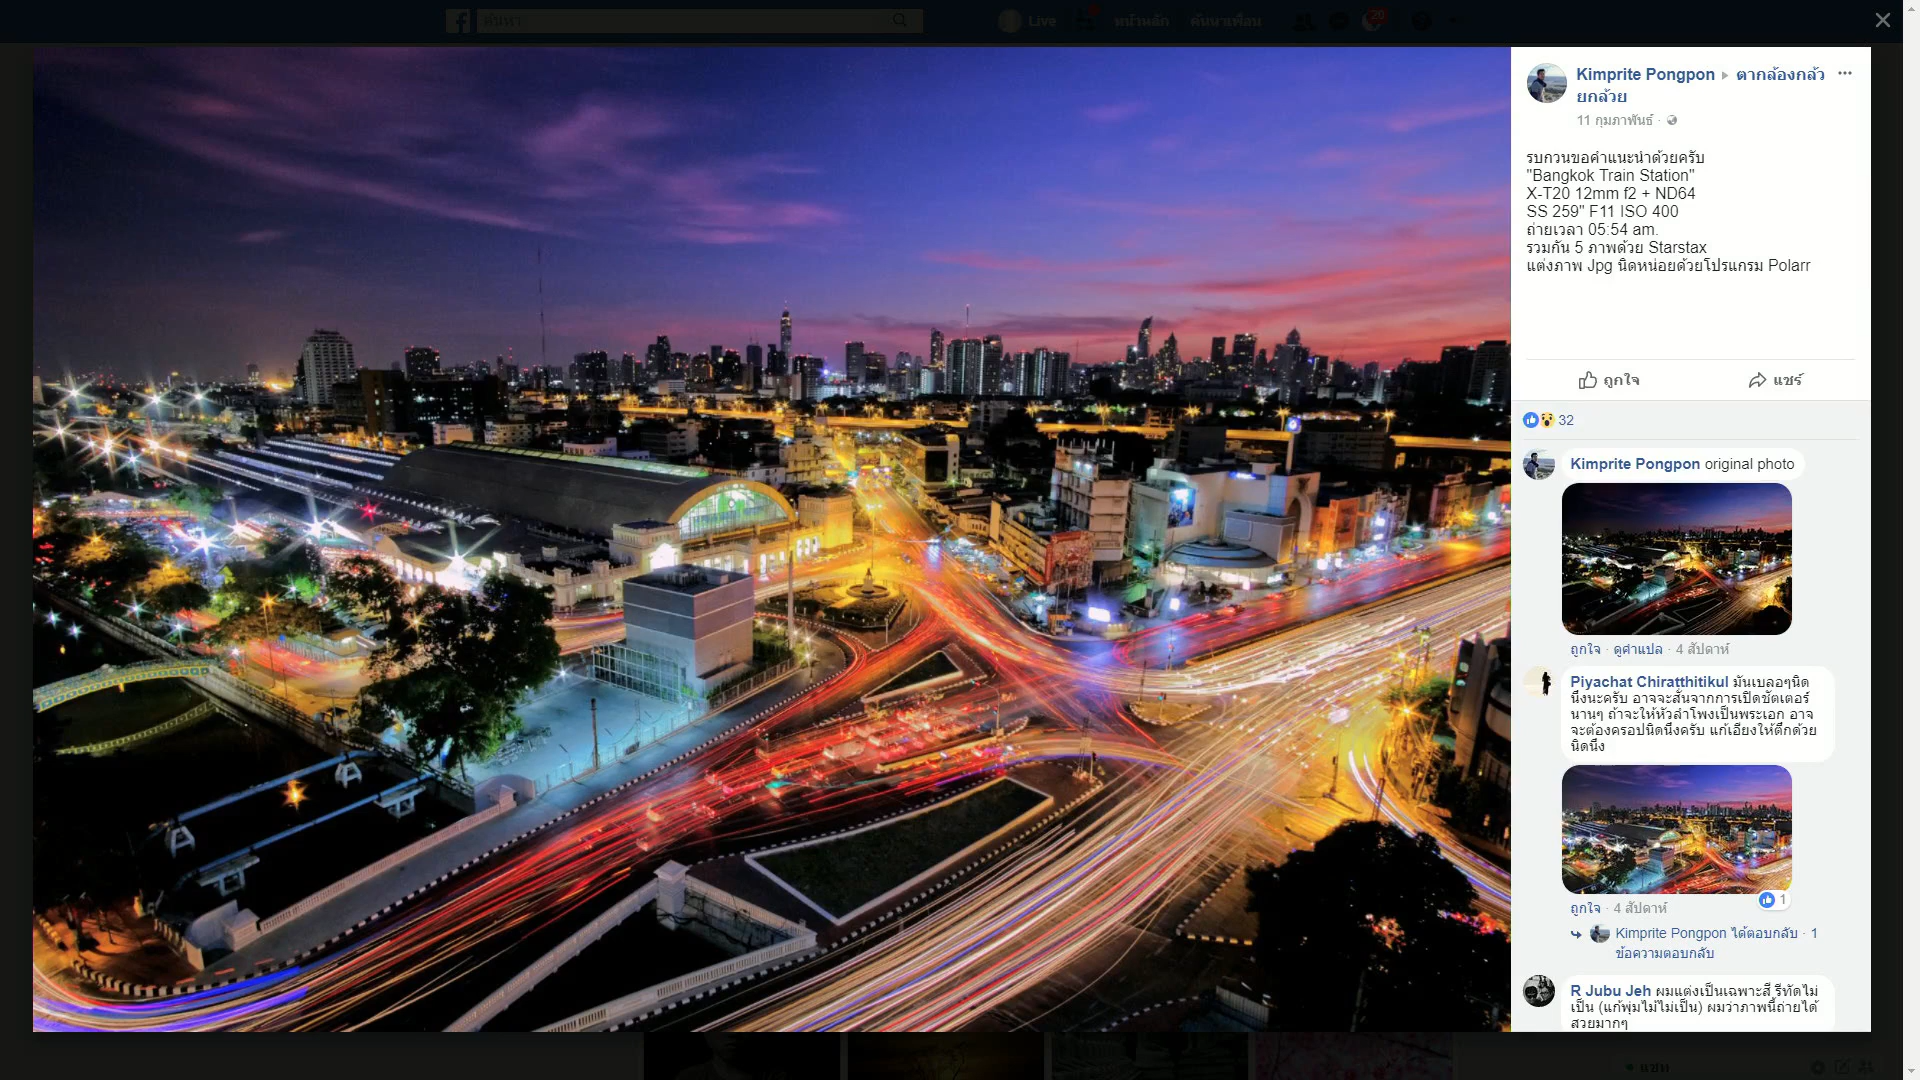 ค้นหา
Live
หน้าหลัก
ค้นหาเพื่อน
20
Kimprite Pongpon ▸ ตากล้องกล้ว
ยกล้วย
11 กุมภาพันธ์ ·
รบกวนขอคำแนะนำด้วยครับ
"Bangkok Train Station"
X-T20 12mm f2 + ND64
SS 259" F11 ISO 400
ถ่ายเวลา 05:54 am.
รวมกัน 5 ภาพด้วย Starstax
แต่งภาพ Jpg นิดหน่อยด้วยโปรแกรม Polarr
ถูกใจ
แชร์
32
Kimprite Pongpon original photo
ถูกใจ · ดูคำแปล · 4 สัปดาห์
Piyachat Chiratthitikul มันเบลอๆนิด
นึงนะครับ อาจจะสั่นจากการเปิดชัตเตอร์
นานๆ ถ้าจะให้หัวลำโพงเป็นพระเอก อาจ
จะต้องครอปนิดนึงครับ แก้เอียงให้ตึกด้วย
นิดนึง
1
ถูกใจ · 4 สัปดาห์
Kimprite Pongpon ได้ตอบกลับ · 1
ข้อความตอบกลับ
R Jubu Jeh ผมแต่งเป็นเฉพาะสี รีทัดไม่
เป็น (แก้พุ่มไม้ไม่เป็น) ผมว่าภาพนี้ถ่ายได้
สวยมากๆ
แชท